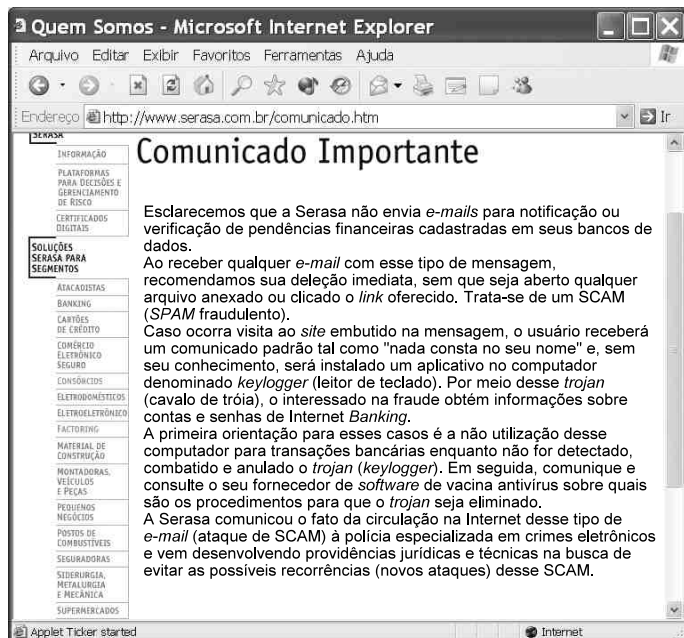 Quem Somos - Microsoft Internet Explorer
Arquivo Editar Exibir Favoritos Ferramentas Ajuda
Endereço http://www.serasa.com.br/comunicado.htm Ir
SERASA
INFORMAÇÃO
PLATAFORMAS
PARA DECISÕES E
GERENCIAMENTO
DE RISCO
CERTIFICADOS
DIGITAIS
SOLUÇÕES
SERASA PARA
SEGMENTOS
ATACADISTAS
BANKING
CARTÕES
DE CRÉDITO
COMÉRCIO
ELETRÔNICO
SEGURO
CONSÓRCIOS
ELETRODOMÉSTICOS
ELETROELETRÔNICO
FACTORING
MATERIAL DE
CONSTRUÇÃO
MONTADORAS,
VEÍCULOS
E PEÇAS
PEQUENOS
NEGÓCIOS
POSTOS DE
COMBUSTÍVEIS
SEGURADORAS
SIDERURGIA,
METALURGIA
E MECÂNICA
SUPERMERCADOS
Comunicado Importante
Esclarecemos que a Serasa não envia e-mails para notificação ou
verificação de pendências financeiras cadastradas em seus bancos de
dados.
Ao receber qualquer e-mail com esse tipo de mensagem,
recomendamos sua deleção imediata, sem que seja aberto qualquer
arquivo anexado ou clicado o link oferecido. Trata-se de um SCAM
(SPAM fraudulento).
Caso ocorra visita ao site embutido na mensagem, o usuário receberá
um comunicado padrão tal como "nada consta no seu nome" e, sem
seu conhecimento, será instalado um aplicativo no computador
denominado keylogger (leitor de teclado). Por meio desse trojan
(cavalo de tróia), o interessado na fraude obtém informações sobre
contas e senhas de Internet Banking.
A primeira orientação para esses casos é a não utilização desse
computador para transações bancárias enquanto não for detectado,
combatido e anulado o trojan (keylogger). Em seguida, comunique e
consulte o seu fornecedor de software de vacina antivírus sobre quais
são os procedimentos para que o trojan seja eliminado.
A Serasa comunicou o fato da circulação na Internet desse tipo de
e-mail (ataque de SCAM) à polícia especializada em crimes eletrônicos
e vem desenvolvendo providências jurídicas e técnicas na busca de
evitar as possíveis recorrências (novos ataques) desse SCAM.
Applet Ticker started Internet